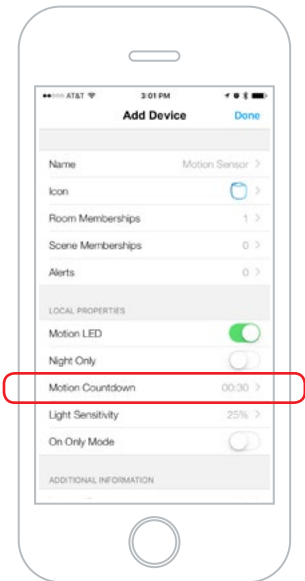 AT&T 3:01 PM
Add Device Done
Name Motion Sensor
Icon
Room Memberships 1
Scene Memberships 0
Alerts 0
LOCAL PROPERTIES
Motion LED
Night Only
Motion Countdown 00:30
Light Sensitivity 25%
On Only Mode
ADDITIONAL INFORMATION